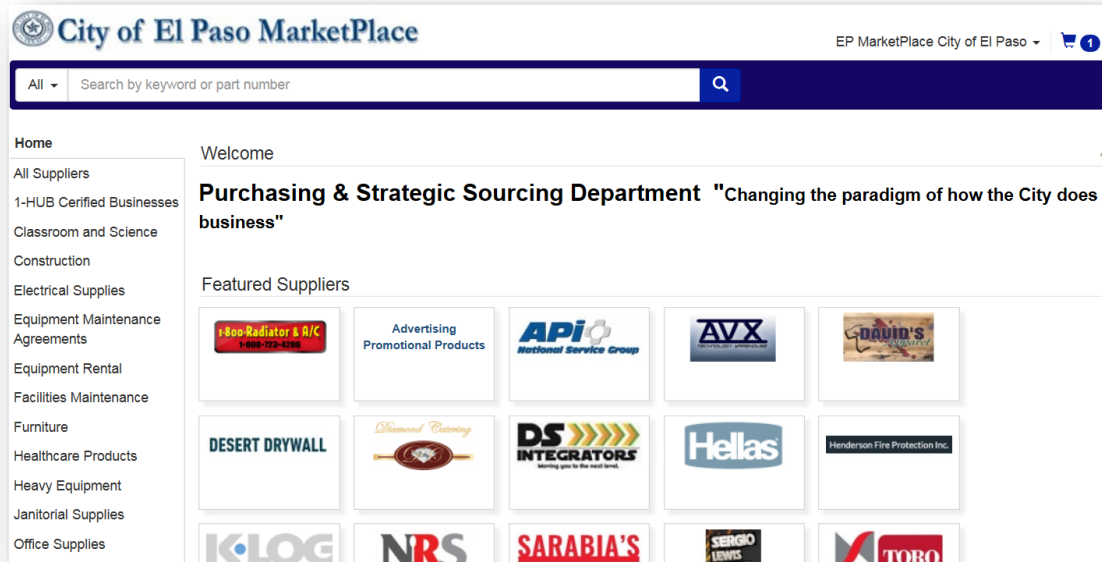 City of El Paso MarketPlace
EP MarketPlace City of El Paso
1
All
Search by keyword or part number
Home
All Suppliers
1-HUB Cerified Businesses
Classroom and Science
Construction
Electrical Supplies
Equipment Maintenance
Agreements
Equipment Rental
Facilities Maintenance
Furniture
Healthcare Products
Heavy Equipment
Janitorial Supplies
Office Supplies
Welcome
Purchasing & Strategic Sourcing Department "Changing the paradigm of how the City does
business"
Featured Suppliers
1-800-Radiator & A/C
1-800-723-4286
Advertising
Promotional Products
APi
National Service Group
AVX
TECHNOLOGY WAREHOUSE
DAVID'S
Apparel
DESERT DRYWALL
Diamond Catering
DS
INTEGRATORS
Moving you to the next level.
Hellas
Henderson Fire Protection Inc.
K-LOG
NRS
SARABIA'S
SERGIO
LEWIS
TORO